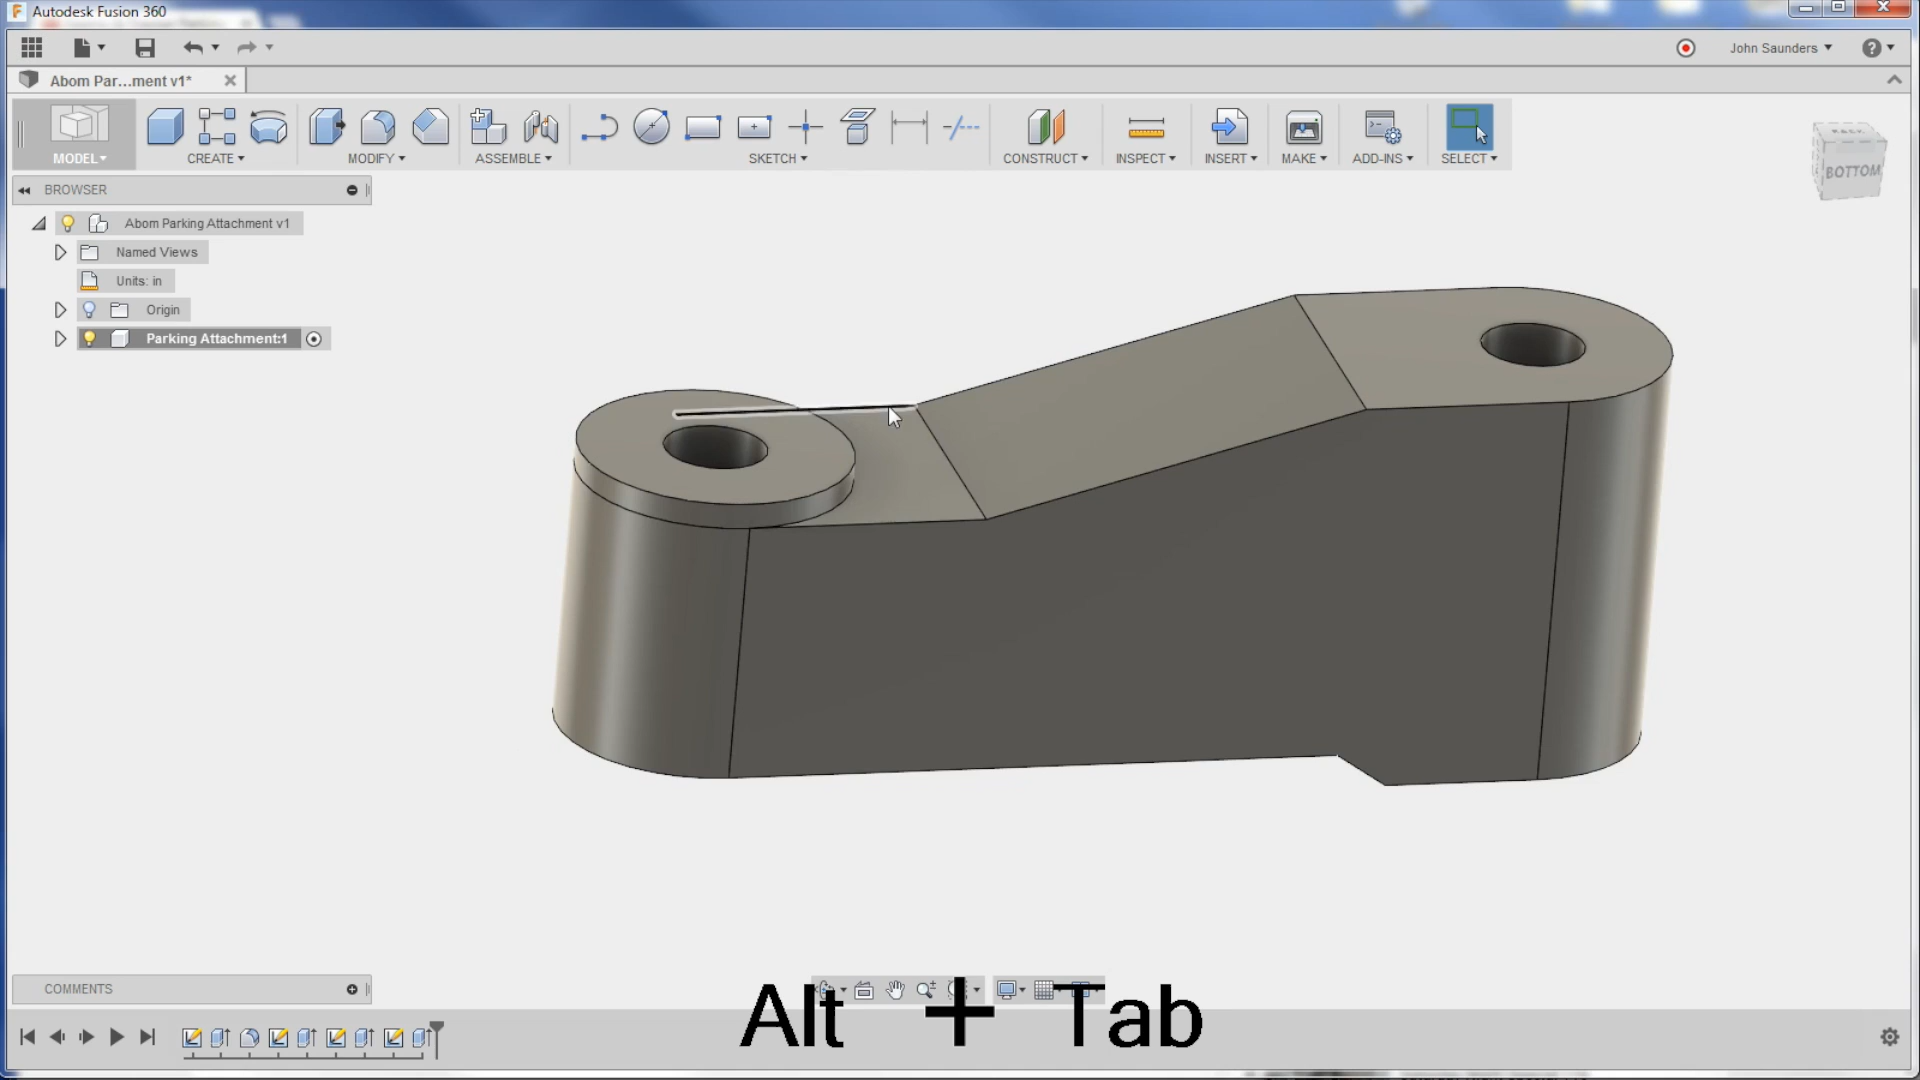 Autodesk Fusion 360
John Saunders
Abom Par...ment v1*
MODEL
CREATE
MODIFY
ASSEMBLE
SKETCH
CONSTRUCT
INSPECT
INSERT
MAKE
ADD-INS
SELECT
BOTTOM
BROWSER
Abom Parking Attachment v1
Named Views
Units: in
Origin
Parking Attachment:1
COMMENTS
Alt + Tab